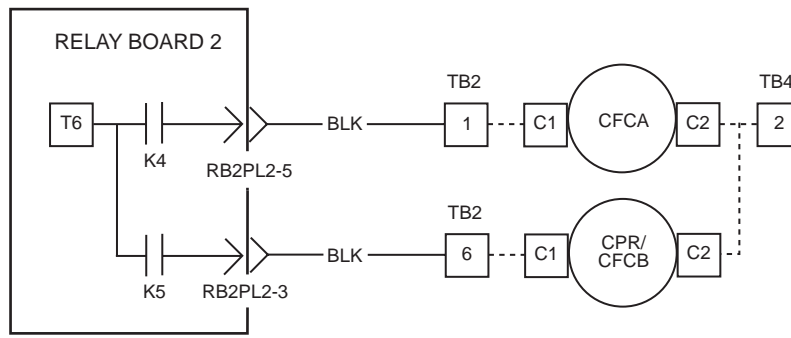 RELAY BOARD 2
TB2
TB4
T6
BLK
1
C1
CFCA
C2
2
K4
RB2PL2-5
TB2
BLK
6
C1
CPR/
CFCB
C2
K5
RB2PL2-3